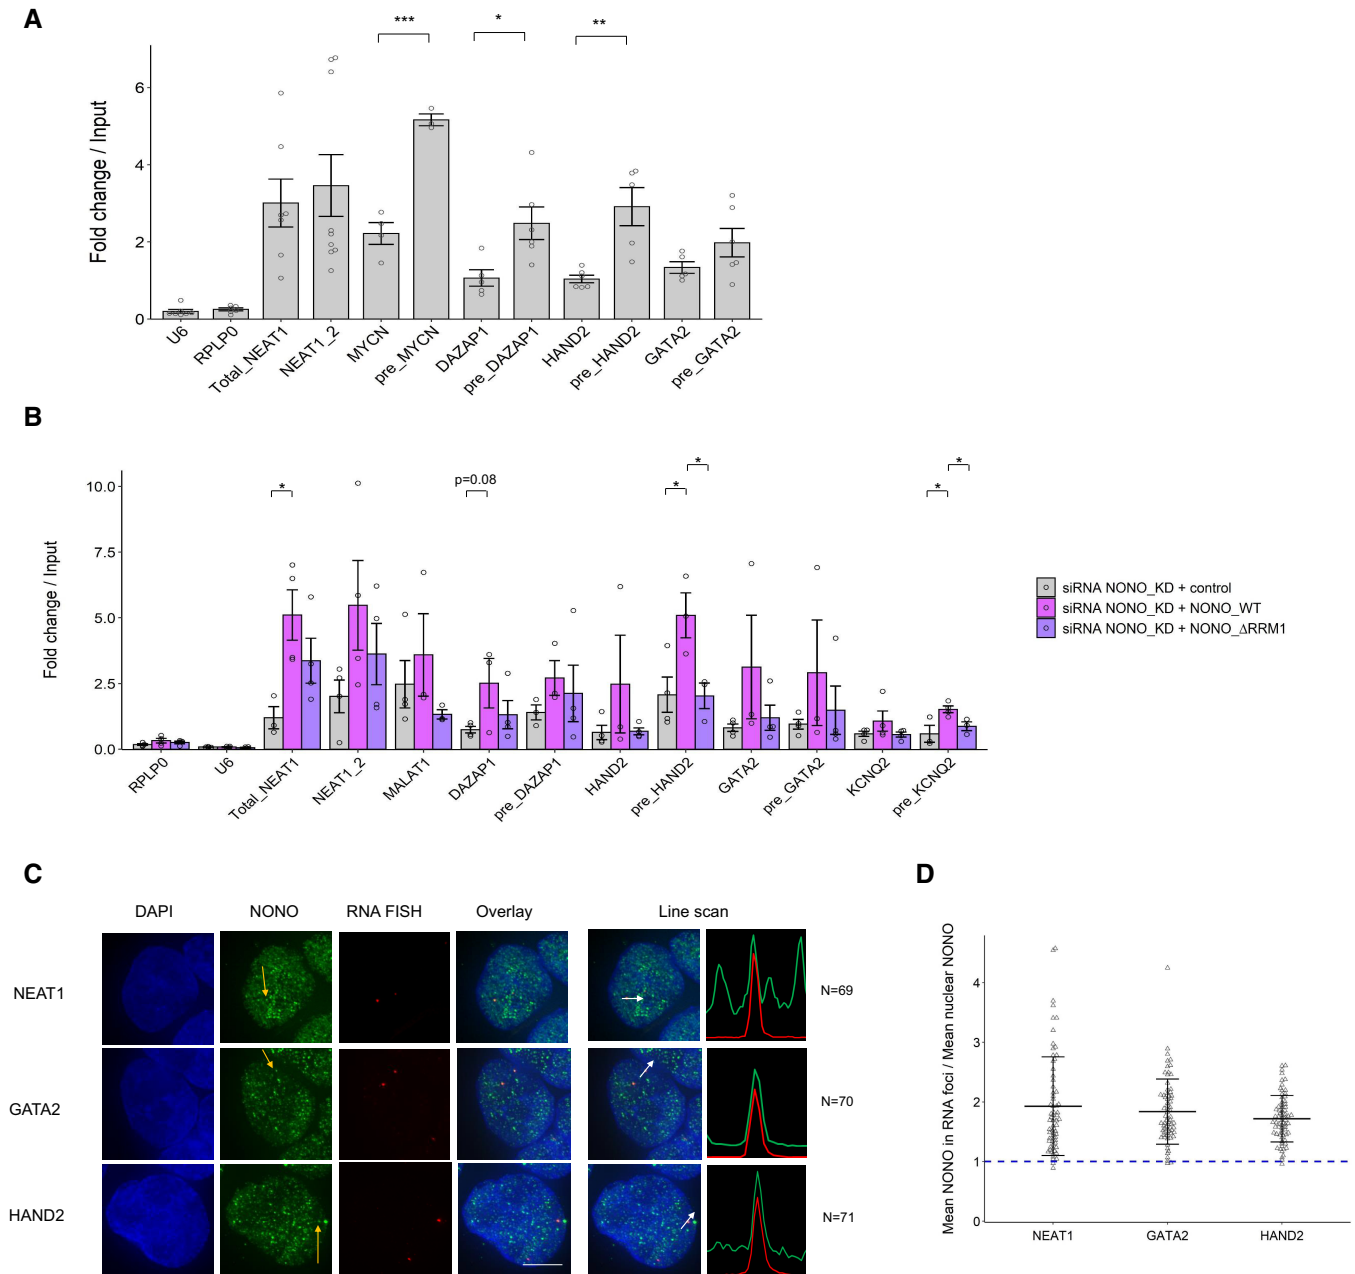 A
***
*
**
Fold change / Input
6
4
2
0
U6
RPLP0
Total_NEAT1
NEAT1_2
MYCN
pre_MYCN
DAZAP1
pre_DAZAP1
HAND2
pre_HAND2
GATA2
pre_GATA2
B
*
p=0.08
*
*
*
*
Fold change / Input
10.0
7.5
5.0
2.5
0.0
RPLP0
U6
Total_NEAT1
NEAT1_2
MALAT1
DAZAP1
pre_DAZAP1
HAND2
pre_HAND2
GATA2
pre_GATA2
KCNQ2
pre_KCNQ2
siRNA NONO_KD + control
siRNA NONO_KD + NONO_WT
siRNA NONO_KD + NONO_ΔRRM1
C
DAPI
NONO
RNA FISH
Overlay
Line scan
NEAT1
N=69
GATA2
N=70
HAND2
N=71
D
Mean NONO in RNA foci / Mean nuclear NONO
4
3
2
1
0
NEAT1
GATA2
HAND2